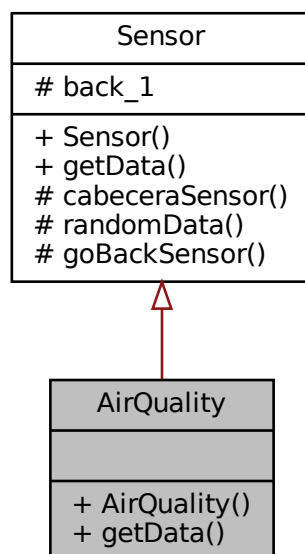 Sensor
# back_1
+ Sensor()
+ getData()
# cabeceraSensor()
# randomData()
# goBackSensor()
AirQuality
+ AirQuality()
+ getData()